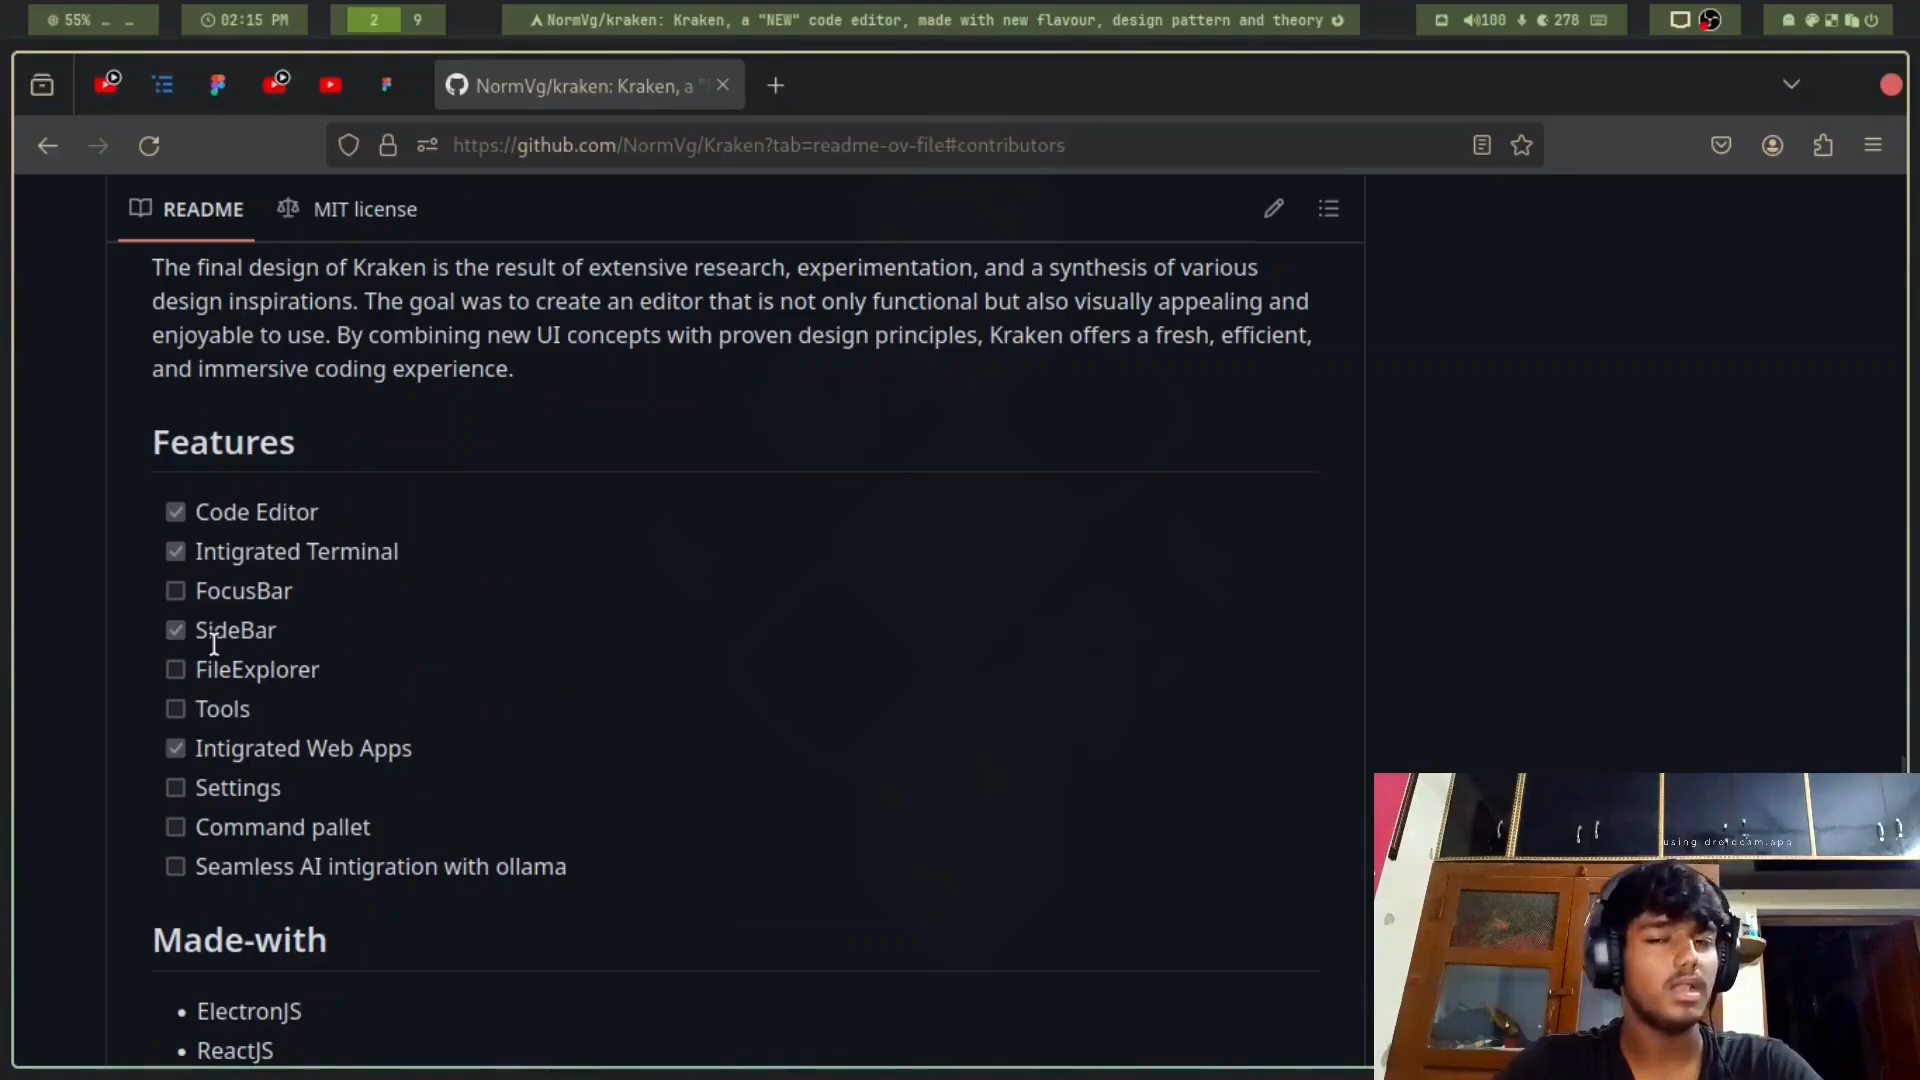 55% _ _
02:15 PM
2 9
NormVg/kraken: Kraken, a "NEW" code editor, made with new flavour, design pattern and theory
100
278
NormVg/kraken: Kraken, a "
https://github.com/NormVg/Kraken?tab=readme-ov-file#contributors
README
MIT license
The final design of Kraken is the result of extensive research, experimentation, and a synthesis of various
design inspirations. The goal was to create an editor that is not only functional but also visually appealing and
enjoyable to use. By combining new UI concepts with proven design principles, Kraken offers a fresh, efficient,
and immersive coding experience.
Features
Code Editor
Intigrated Terminal
FocusBar
SideBar
FileExplorer
Tools
Intigrated Web Apps
Settings
Command pallet
Seamless AI intigration with ollama
Made-with
• ElectronJS
• ReactJS
using droidcam.app